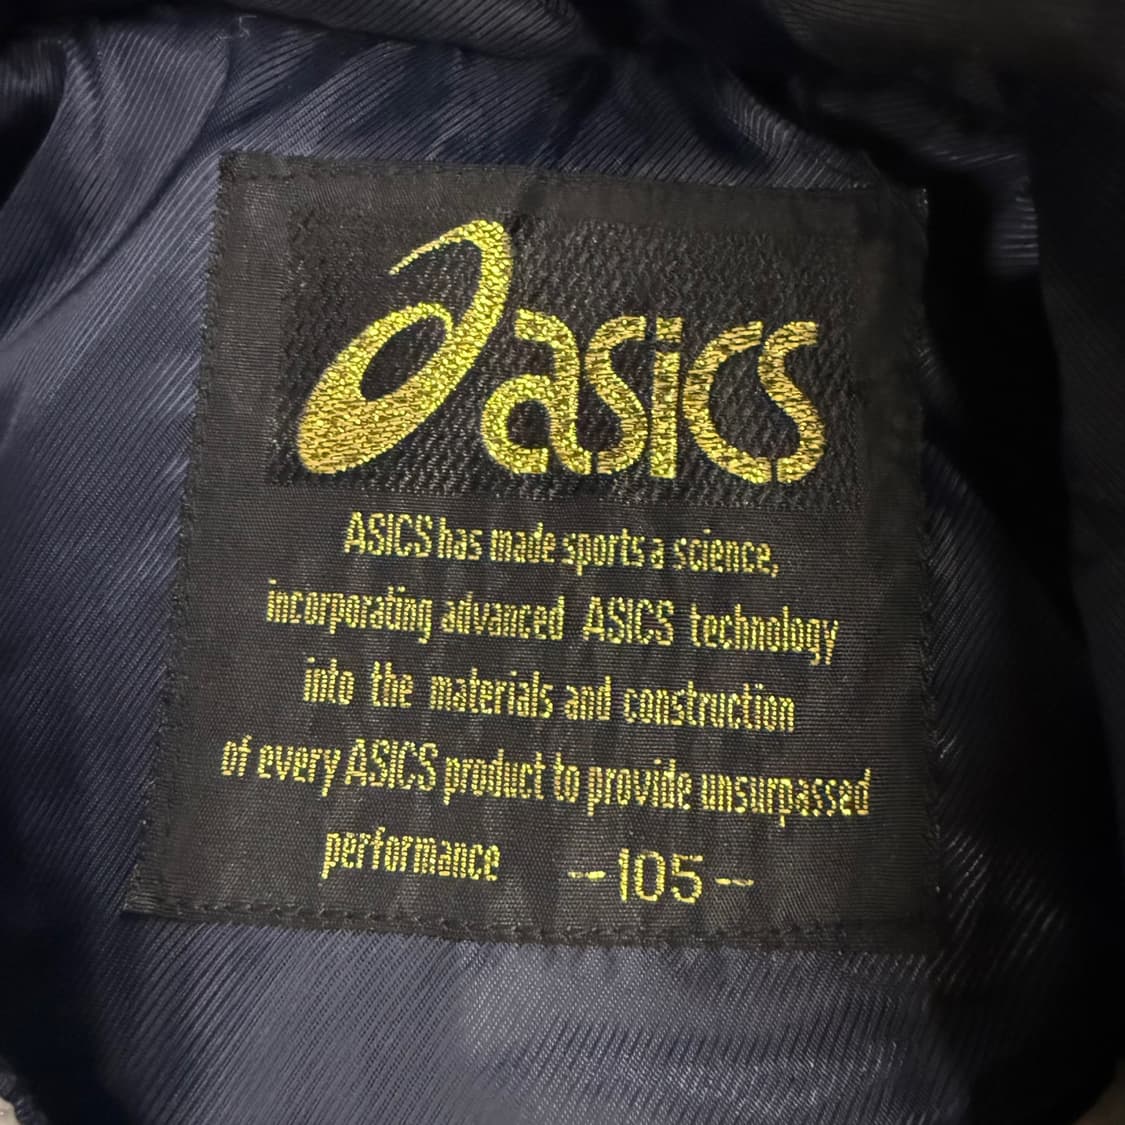 asics
ASICS has made sports a science,
incorporating advanced ASICS technology
into the materials and construction
of every ASICS product to provide unsurpassed
performance --105--